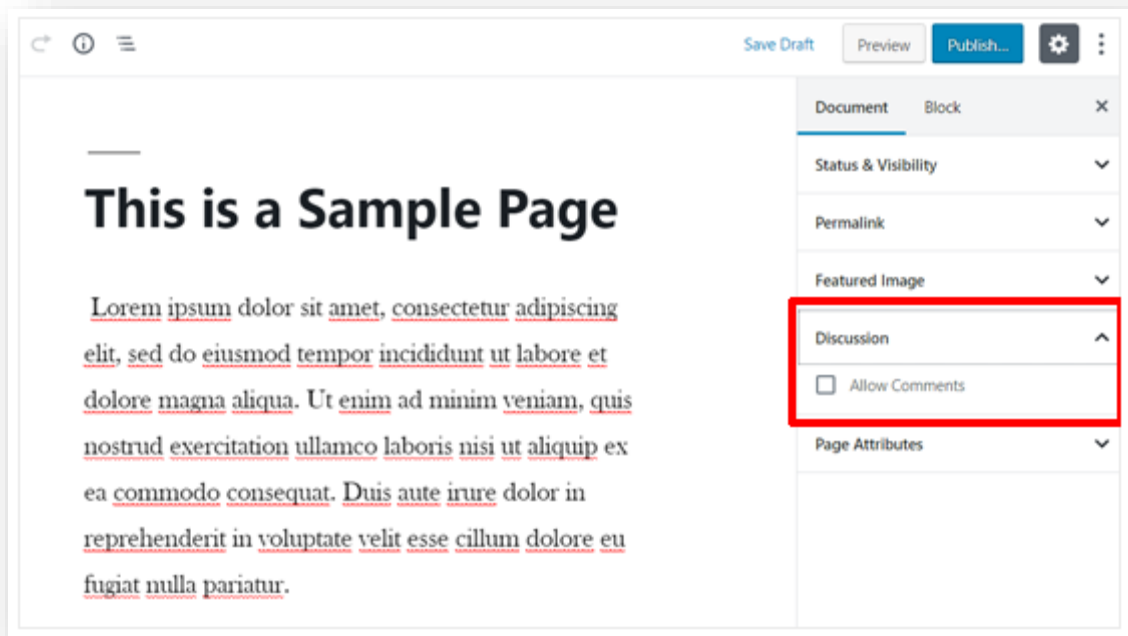 Save Draft Preview Publish...
Document Block
Status & Visibility
Permalink
Featured Image
Discussion
Allow Comments
Page Attributes
This is a Sample Page
Lorem ipsum dolor sit amet, consectetur adipiscing
elit, sed do eiusmod tempor incididunt ut labore et
dolore magna aliqua. Ut enim ad minim veniam, quis
nostrud exercitation ullamco laboris nisi ut aliquip ex
ea commodo consequat. Duis aute irure dolor in
reprehenderit in voluptate velit esse cillum dolore eu
fugiat nulla pariatur.